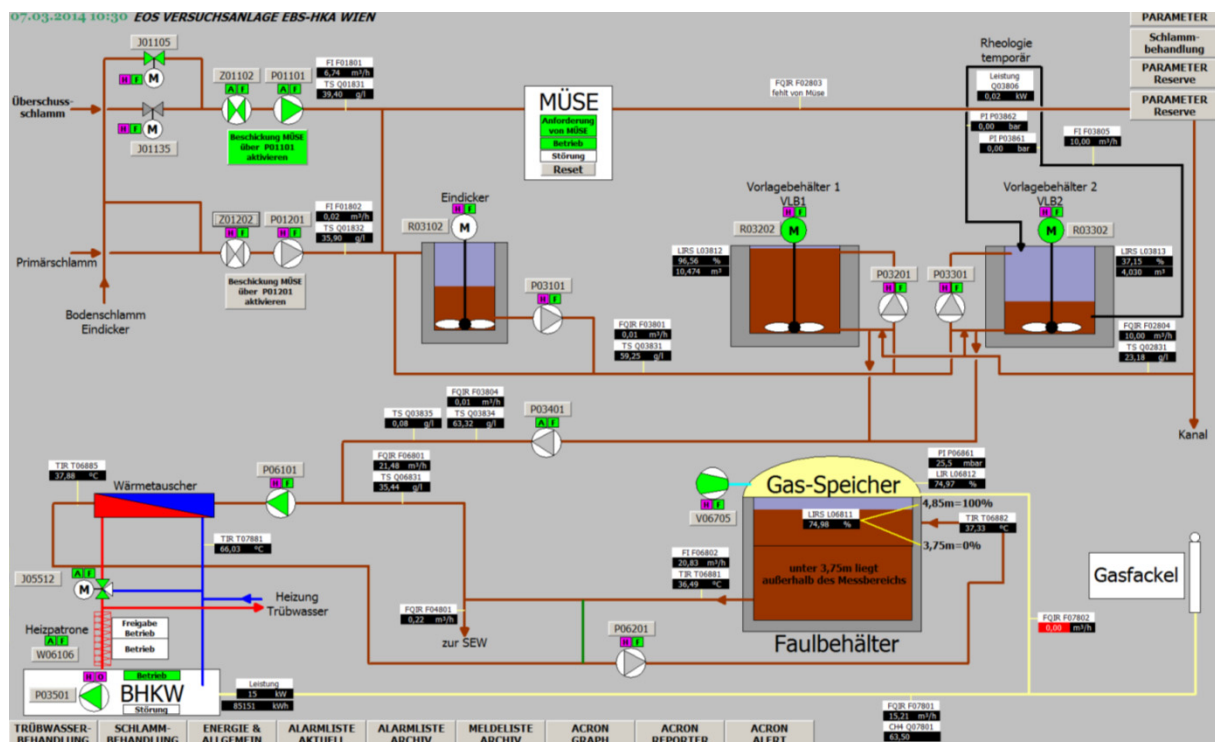 07.03.2014 10:30 EOS VERSUCHSANLAGE EBS-HKA WIEN
PARAMETER
Schlamm-
behandlung
PARAMETER
Reserve
PARAMETER
Reserve
J01105
H F
M
Z01102
A F
P01101
A F
FI F01801
6,74 m³/h
TS Q01831
39,40 g/l
Überschuss-
schlamm
H F
M
J01135
Beschickung MÜSE
über P01101
aktivieren
MÜSE
Anforderung
von MÜSE
Betrieb
Störung
Reset
FQIR F02803
fehlt von Müse
Rheologie
temporär
Leistung
Q03806
0,02 kW
PI P03862
0,00 bar
PI P03861
0,00 bar
FI F03805
10,00 m³/h
Z01202
H F
P01201
H F
FI F01802
0,02 m³/h
TS Q01832
35,90 g/l
Primärschlamm
Beschickung MÜSE
über P01201
aktivieren
Bodenschlamm
Eindicker
Eindicker
H F
R03102
M
P03101
H F
Vorlagebehälter 1
VLB1
H F
R03202
M
LIRS L03812
96,56 %
10,474 m³
P03201
H F
P03301
H F
Vorlagebehälter 2
VLB2
H F
M
R03302
LIRS L03813
37,15 %
4,030 m³
FQIR F03801
0,01 m³/h
TS Q03831
59,25 g/l
FQIR F02804
10,00 m³/h
TS Q02831
23,18 g/l
Kanal
FQIR F03804
0,01 m³/h
TS Q03835
0,08 g/l
TS Q03834
63,32 g/l
P03401
A F
FQIR F06801
21,48 m³/h
TS Q06831
35,44 g/l
TIR T06885
37,88 °C
Wärmetauscher
P06101
H F
TIR T07881
66,03 °C
PI P06861
25,5 mbar
LIR L06812
74,97 %
Gas-Speicher
H F
V06705
LIRS L06811
74,98 %
4,85m=100%
3,75m=0%
TIR T06882
37,33 °C
unter 3,75m liegt
außerhalb des Messbereichs
Faulbehälter
FI F06802
20,83 m³/h
TIR T06881
36,49 °C
Gasfackel
J05512
A F
M
Heizung
Trübwasser
FQIR F04801
0,22 m³/h
zur SEW
P06201
H F
FQIR F07802
0,00 m³/h
Heizpatrone
A F
W06106
Freigabe
Betrieb
Betrieb
H O
P03501
Betrieb
BHKW
Störung
Leistung
15 kW
85151 kWh
FQIR F07801
15,21 m³/h
CH4 Q07801
63,50
TRÜBWASSER-
BEHANDLUNG
SCHLAMM-
BEHANDLUNG
ENERGIE &
ALLGEMEIN
ALARMLISTE
AKTUELL
ALARMLISTE
ARCHIV
MELDELISTE
ARCHIV
ACRON
GRAPH
ACRON
REPORTER
ACRON
ALERT